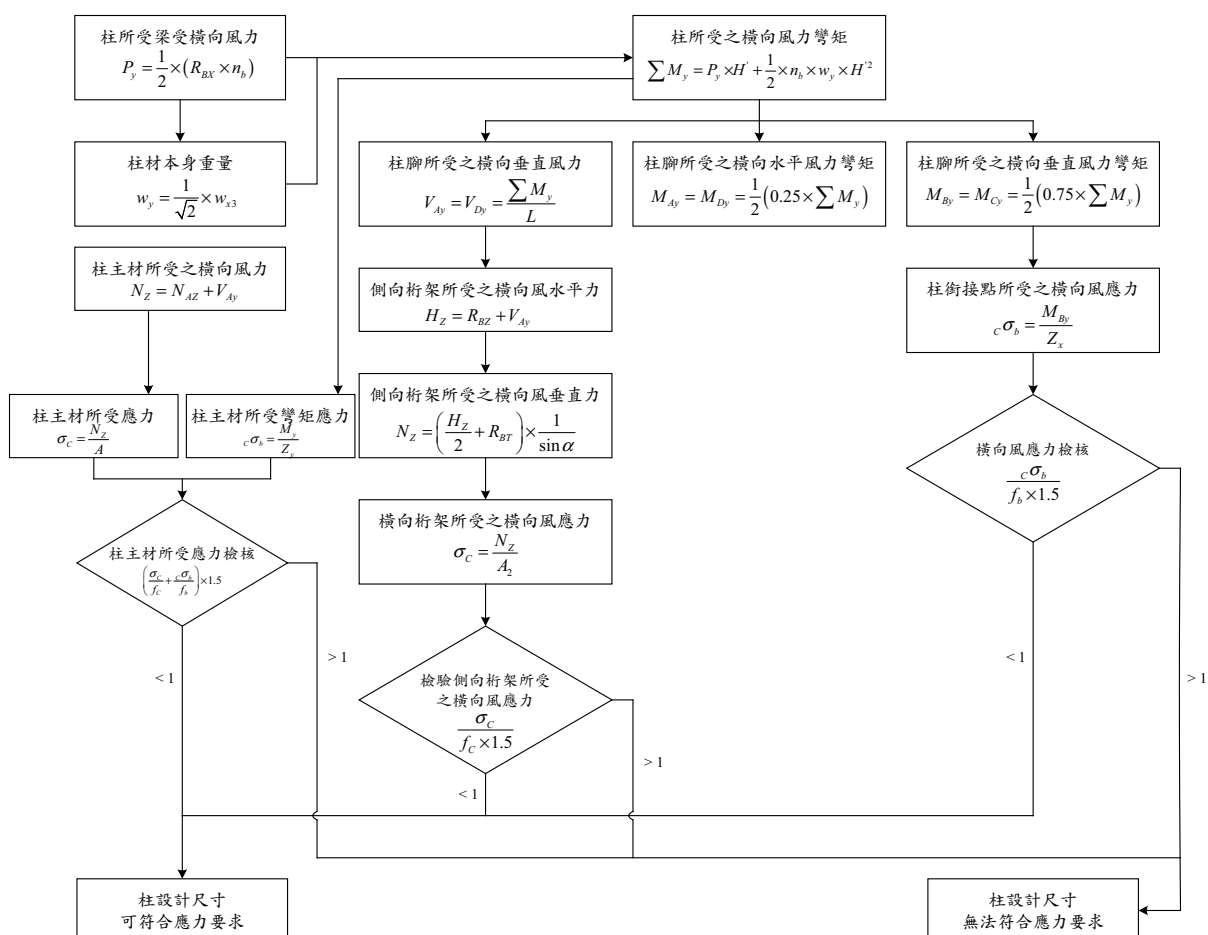 柱所受梁受橫向風力
P_y = 1/2 × (R_BX × n_b)
柱所受之橫向風力彎矩
∑M_y = P_y × H' + 1/2 × n_b × w_y × H'^2
柱材本身重量
w_y = 1/√2 × w_x3
柱腳所受之橫向垂直風力
V_Ay = V_Dy = ∑M_y / L
柱腳所受之橫向水平風力彎矩
M_Ay = M_Dy = 1/2 (0.25 × ∑M_y)
柱腳所受之橫向垂直風力彎矩
M_By = M_Cy = 1/2 (0.75 × ∑M_y)
柱主材所受之橫向風力
N_Z = N_AZ + V_Ay
側向桁架所受之橫向風水平力
H_Z = R_BZ + V_Ay
柱銜接點所受之橫向風應力
_Cσ_b = M_By / Z_x
柱主材所受應力
σ_C = N_Z / A
柱主材所受彎矩應力
_cσ_b = M_y / Z_y
側向桁架所受之橫向風垂直力
N_Z = (H_Z / 2 + R_BT) × 1 / sin α
橫向風應力檢核
_Cσ_b / f_b × 1.5
橫向桁架所受之橫向風應力
σ_C = N_Z / A_2
柱主材所受應力檢核
(σ_C / f_C + _Cσ_b / f_b) × 1.5
檢驗側向桁架所受
之橫向風應力
σ_C / f_C × 1.5
< 1
> 1
< 1
> 1
< 1
> 1
柱設計尺寸
可符合應力要求
柱設計尺寸
無法符合應力要求